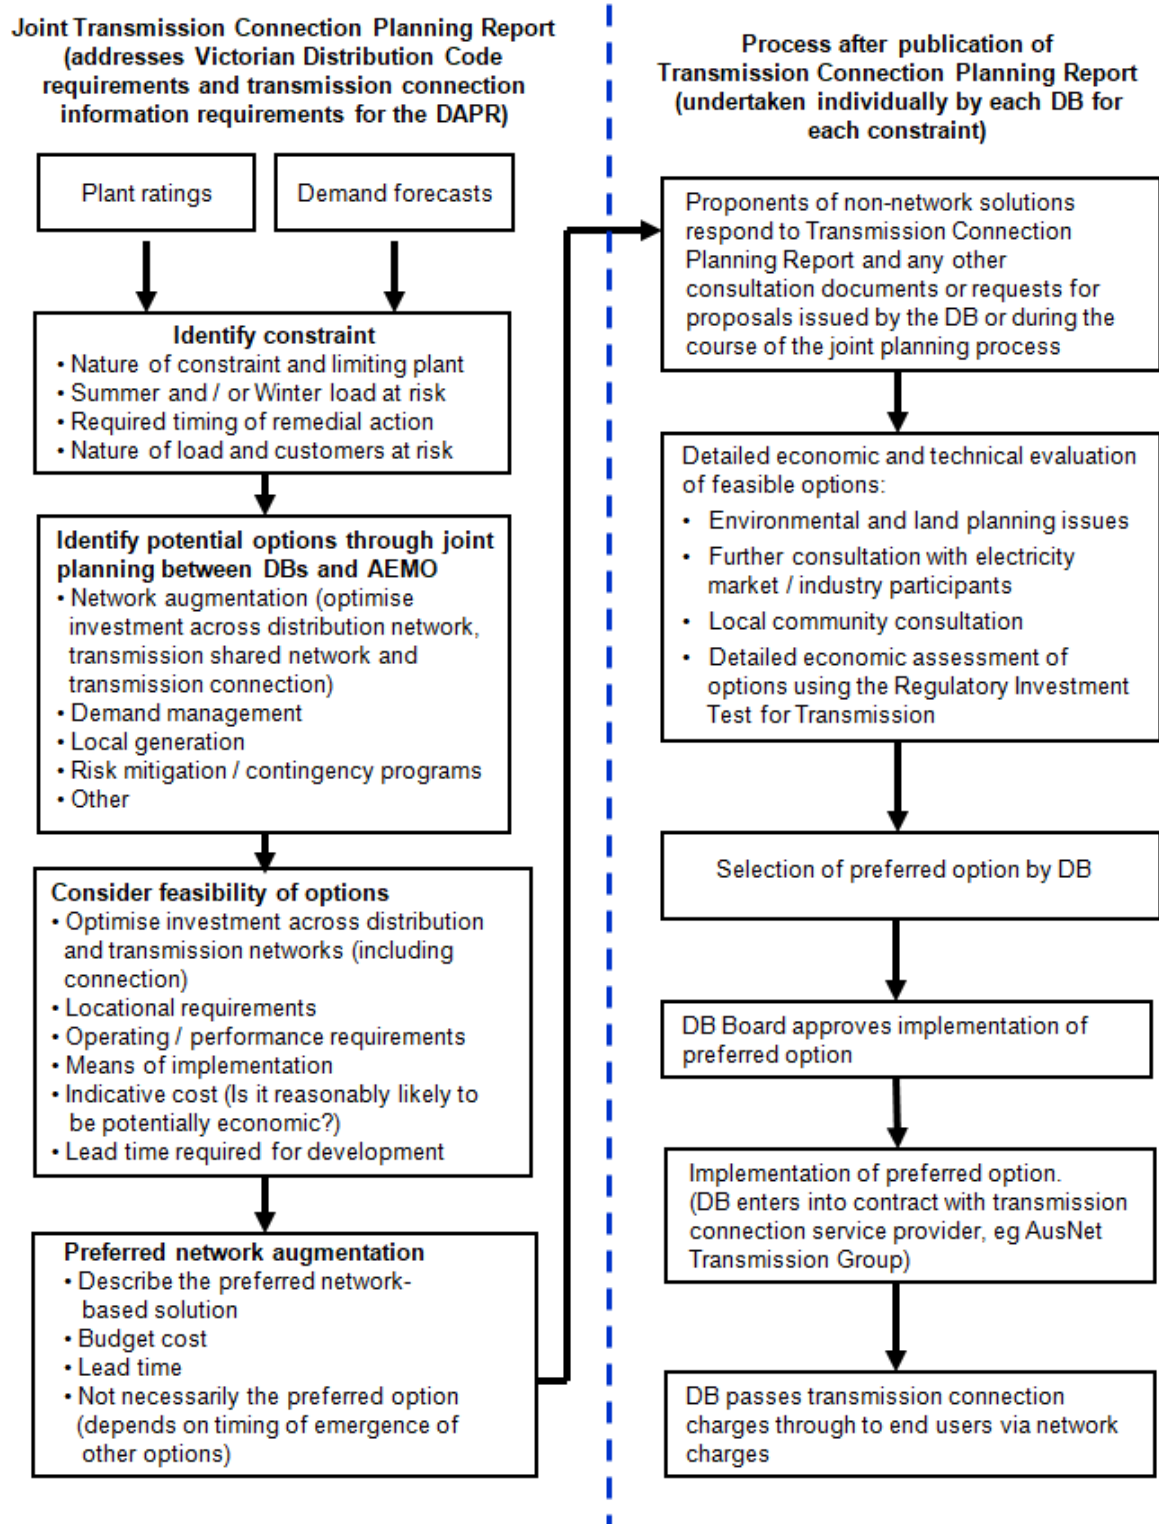 Joint Transmission Connection Planning Report
(addresses Victorian Distribution Code
requirements and transmission connection
information requirements for the DAPR)
Plant ratings
Demand forecasts
Identify constraint
• Nature of constraint and limiting plant
• Summer and / or Winter load at risk
• Required timing of remedial action
• Nature of load and customers at risk
Identify potential options through joint
planning between DBs and AEMO
• Network augmentation (optimise
investment across distribution network,
transmission shared network and
transmission connection)
• Demand management
• Local generation
• Risk mitigation / contingency programs
• Other
Consider feasibility of options
• Optimise investment across distribution
and transmission networks (including
connection)
• Locational requirements
• Operating / performance requirements
• Means of implementation
• Indicative cost (Is it reasonably likely to
be potentially economic?)
• Lead time required for development
Preferred network augmentation
• Describe the preferred network-
based solution
• Budget cost
• Lead time
• Not necessarily the preferred option
(depends on timing of emergence of
other options)
Process after publication of
Transmission Connection Planning Report
(undertaken individually by each DB for
each constraint)
Proponents of non-network solutions
respond to Transmission Connection
Planning Report and any other
consultation documents or requests for
proposals issued by the DB or during the
course of the joint planning process
Detailed economic and technical evaluation
of feasible options:
• Environmental and land planning issues
• Further consultation with electricity
market / industry participants
• Local community consultation
• Detailed economic assessment of
options using the Regulatory Investment
Test for Transmission
Selection of preferred option by DB
DB Board approves implementation of
preferred option
Implementation of preferred option.
(DB enters into contract with transmission
connection service provider, eg AusNet
Transmission Group)
DB passes transmission connection
charges through to end users via network
charges